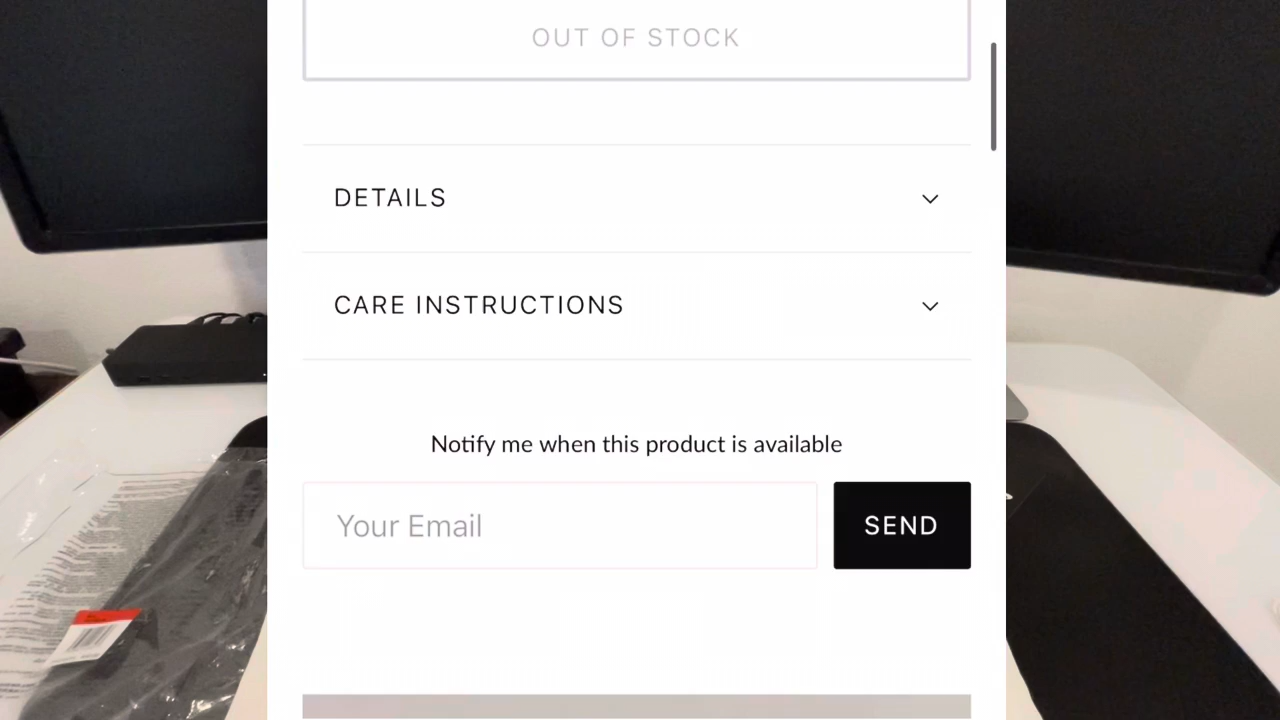 OUT OF STOCK
DETAILS
CARE INSTRUCTIONS
Notify me when this product is available
Your Email
SEND